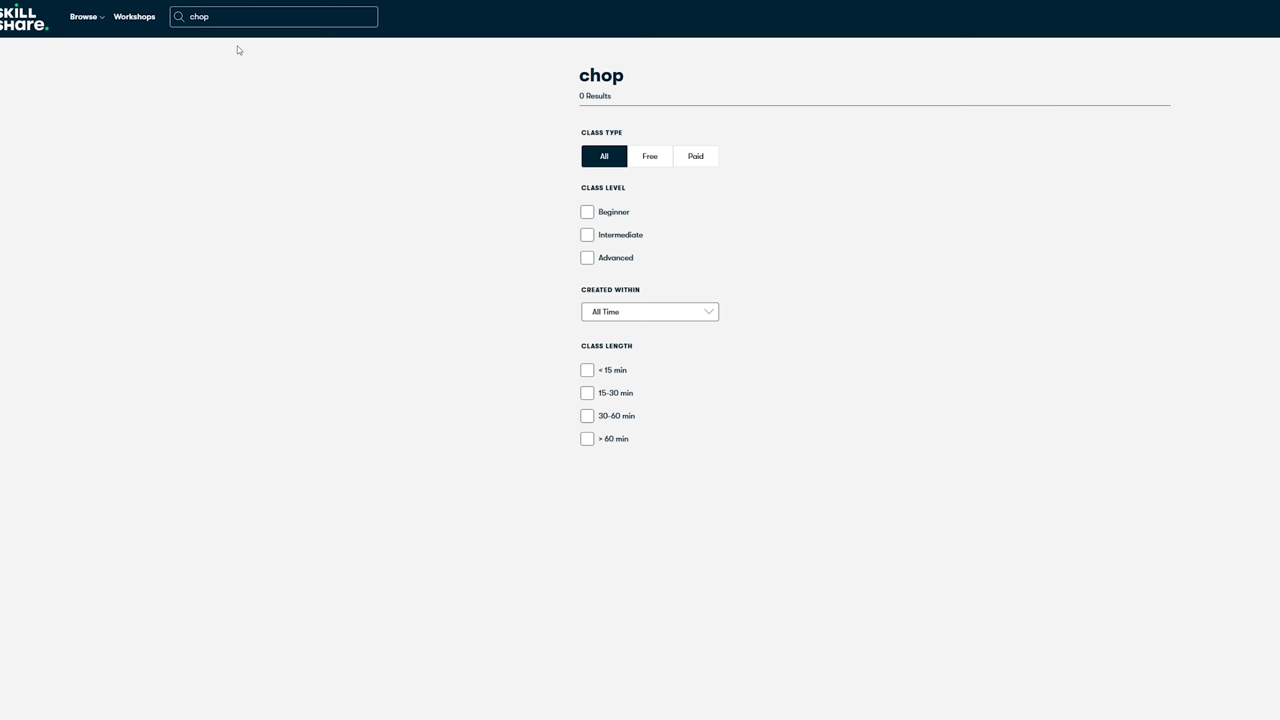 SKILL
SHARE.
Browse
Workshops
chop
chop
0 Results
CLASS TYPE
All
Free
Paid
CLASS LEVEL
Beginner
Intermediate
Advanced
CREATED WITHIN
All Time
CLASS LENGTH
< 15 min
15-30 min
30-60 min
> 60 min